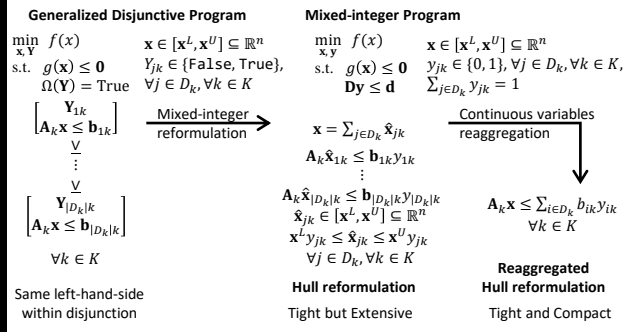 Generalized Disjunctive Program
min f(𝑥)
x,Y
s.t. 𝑔(x) ≤ 0
Ω(Y) = True
x ∈ [x^L, x^U] ⊆ ℝ^n
Y_jk ∈ {False, True},
∀j ∈ D_k, ∀k ∈ K
[Y_1k
A_k x ≤ b_1k]
∨
⋮
∨
[Y_|D_k|k
A_k x ≤ b_|D_k|k]
∀k ∈ K
Same left-hand-side
within disjunction
Mixed-integer
reformulation
Mixed-integer Program
min f(𝑥)
x,y
s.t. 𝑔(x) ≤ 0
Dy ≤ d
x ∈ [x^L, x^U] ⊆ ℝ^n
y_jk ∈ {0, 1}, ∀j ∈ D_k, ∀k ∈ K,
∑_{j∈D_k} y_jk = 1
x = ∑_{j∈D_k} x̂_jk
A_k x̂_1k ≤ b_1k y_1k
⋮
A_k x̂_|D_k|k ≤ b_|D_k|k y_|D_k|k
x̂_jk ∈ [x^L, x^U] ⊆ ℝ^n
x^L y_jk ≤ x̂_jk ≤ x^U y_jk
∀j ∈ D_k, ∀k ∈ K
Hull reformulation
Tight but Extensive
Continuous variables
reaggregation
A_k x ≤ ∑_{i∈D_k} b_ik y_ik
∀k ∈ K
Reaggregated
Hull reformulation
Tight and Compact